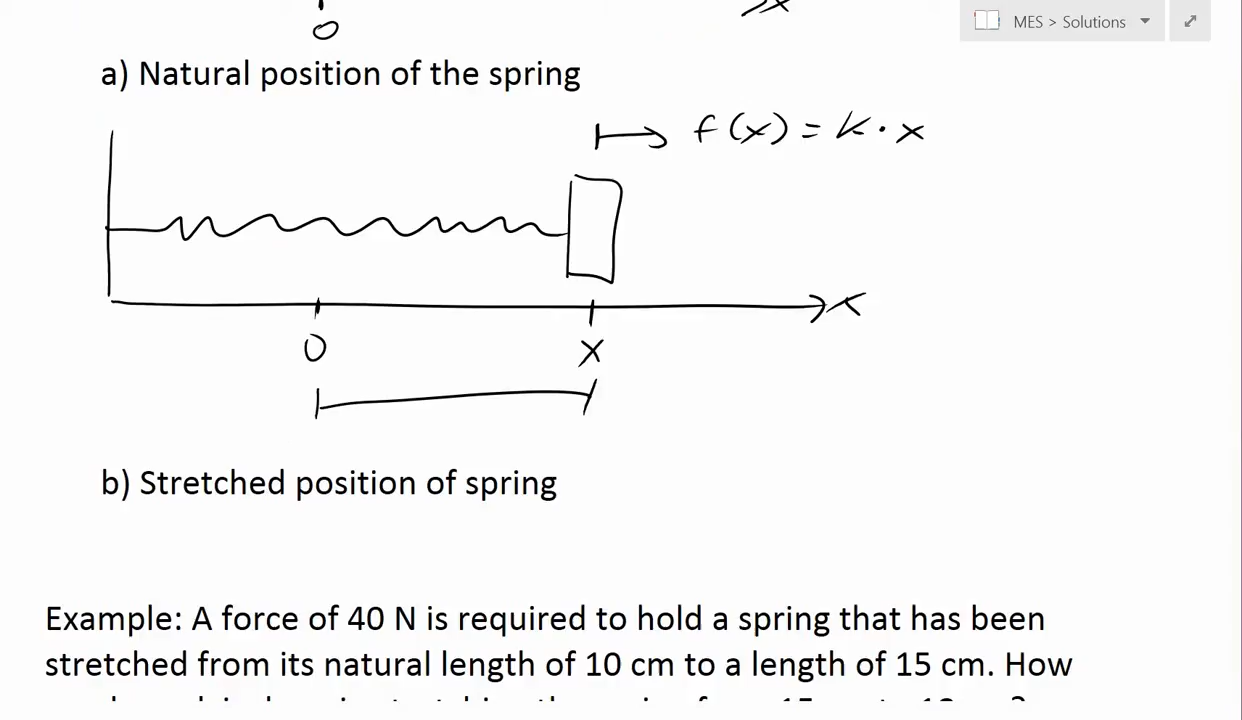 0
x
MES > Solutions
a) Natural position of the spring
f(x) = k · x
x
0
x
b) Stretched position of spring
Example: A force of 40 N is required to hold a spring that has been
stretched from its natural length of 10 cm to a length of 15 cm. How